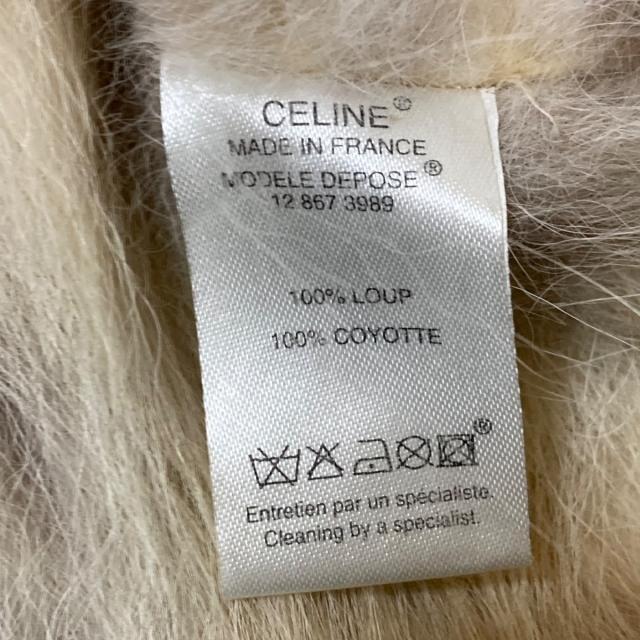 CELINE®
MADE IN FRANCE
MODELE DEPOSE®
12 867 3989
100% LOUP
100% COYOTTE
®
Entretien par un spécialiste.
Cleaning by a specialist.